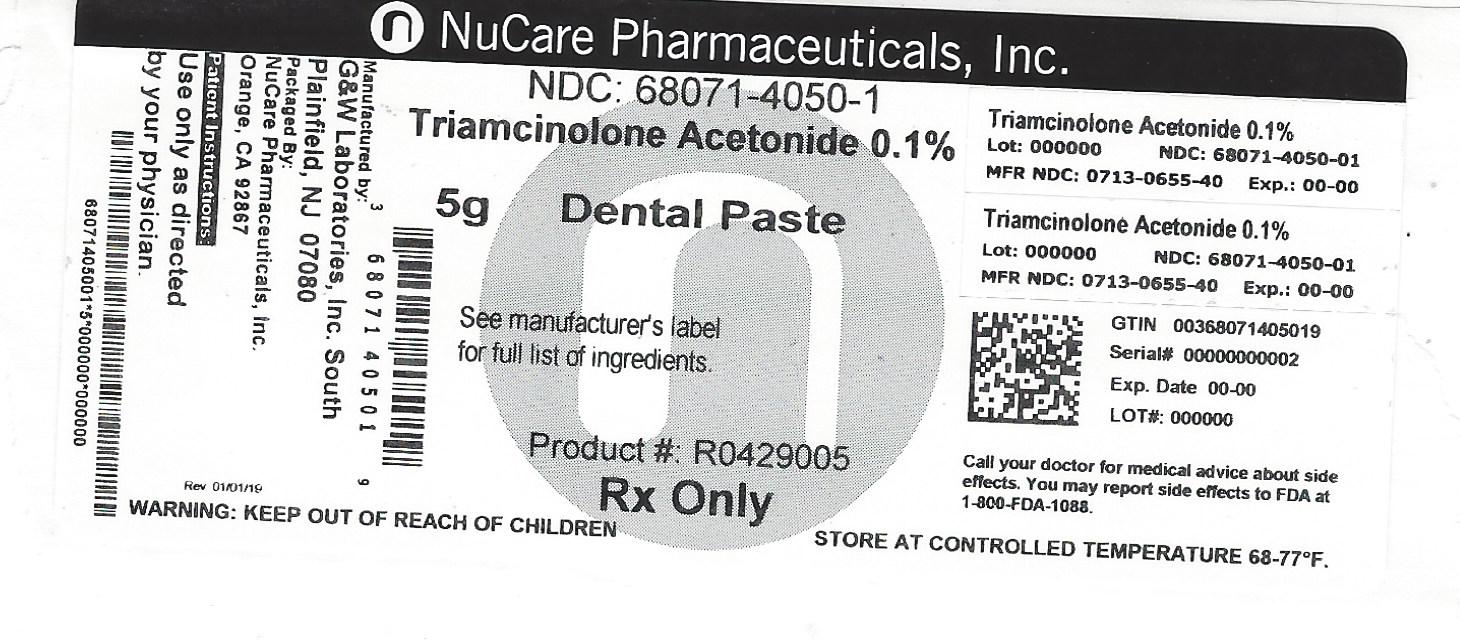 n NuCare Pharmaceuticals, Inc.
NDC: 68071-4050-1
Triamcinolone Acetonide 0.1%
5g Dental Paste
See manufacturer's label
for full list of ingredients.
Product #: R0429005
Rx Only
Manufactured by:
G&W Laboratories, Inc. South
Plainfield, NJ 07080
Packaged By:
NuCare Pharmaceuticals, Inc.
Orange, CA 92867
Patient Instructions:
Use only as directed
by your physician.
3 68071 40501 9
68071405001*5*000000*000000
Rev 01/01/19
WARNING: KEEP OUT OF REACH OF CHILDREN
Triamcinolone Acetonide 0.1%
Lot: 000000 NDC: 68071-4050-01
MFR NDC: 0713-0655-40 Exp.: 00-00
Triamcinolone Acetonide 0.1%
Lot: 000000 NDC: 68071-4050-01
MFR NDC: 0713-0655-40 Exp.: 00-00
GTIN 00368071405019
Serial# 00000000002
Exp. Date 00-00
LOT#: 000000
Call your doctor for medical advice about side
effects. You may report side effects to FDA at
1-800-FDA-1088.
STORE AT CONTROLLED TEMPERATURE 68-77°F.